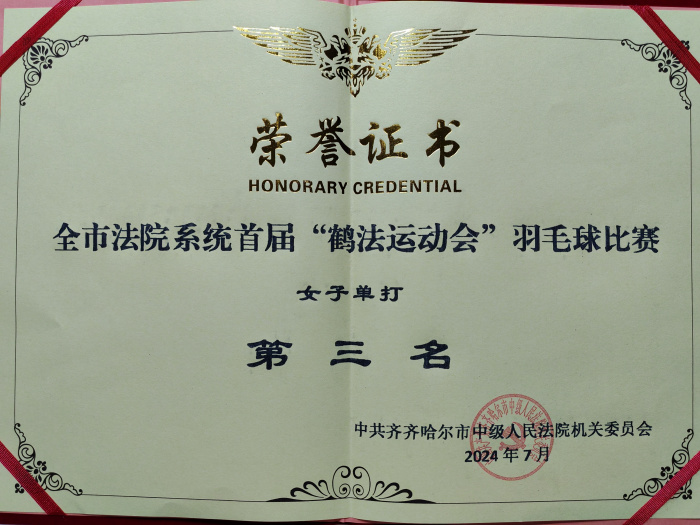 荣誉证书
HONORARY CREDENTIAL
全市法院系统首届“鹤法运动会”羽毛球比赛
女子单打
第三名
中共齐齐哈尔市中级人民法院机关委员会
2024年7月